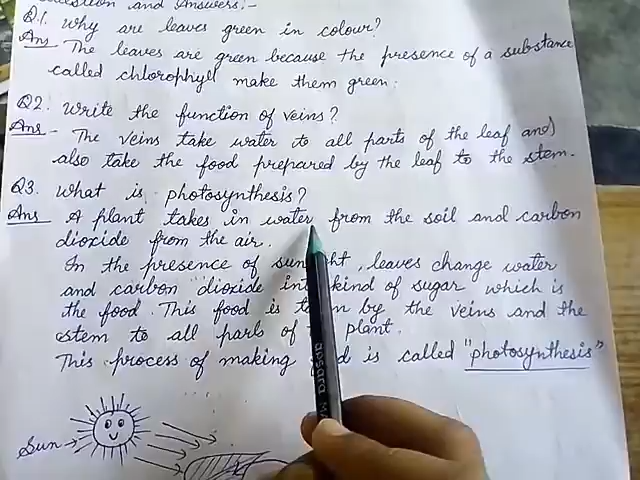 Question and Answers:-
Q.1. Why are leaves green in colour?
Ans The leaves are green because the presence of a substance
called chlorophyll make them green.
Q2. Write the function of veins?
Ans- The veins take water to all parts of the leaf and
also take the food prepared by the leaf to the stem.
Q3. What is photosynthesis?
Ans A plant takes in water from the soil and carbon
dioxide from the air.
In the presence of , leaves change water
and carbon dioxide kind of sugar which is
the food. This food is by the veins and the
stem to all parts of plant.
This process of making is called "photosynthesis"
Sun
apsara